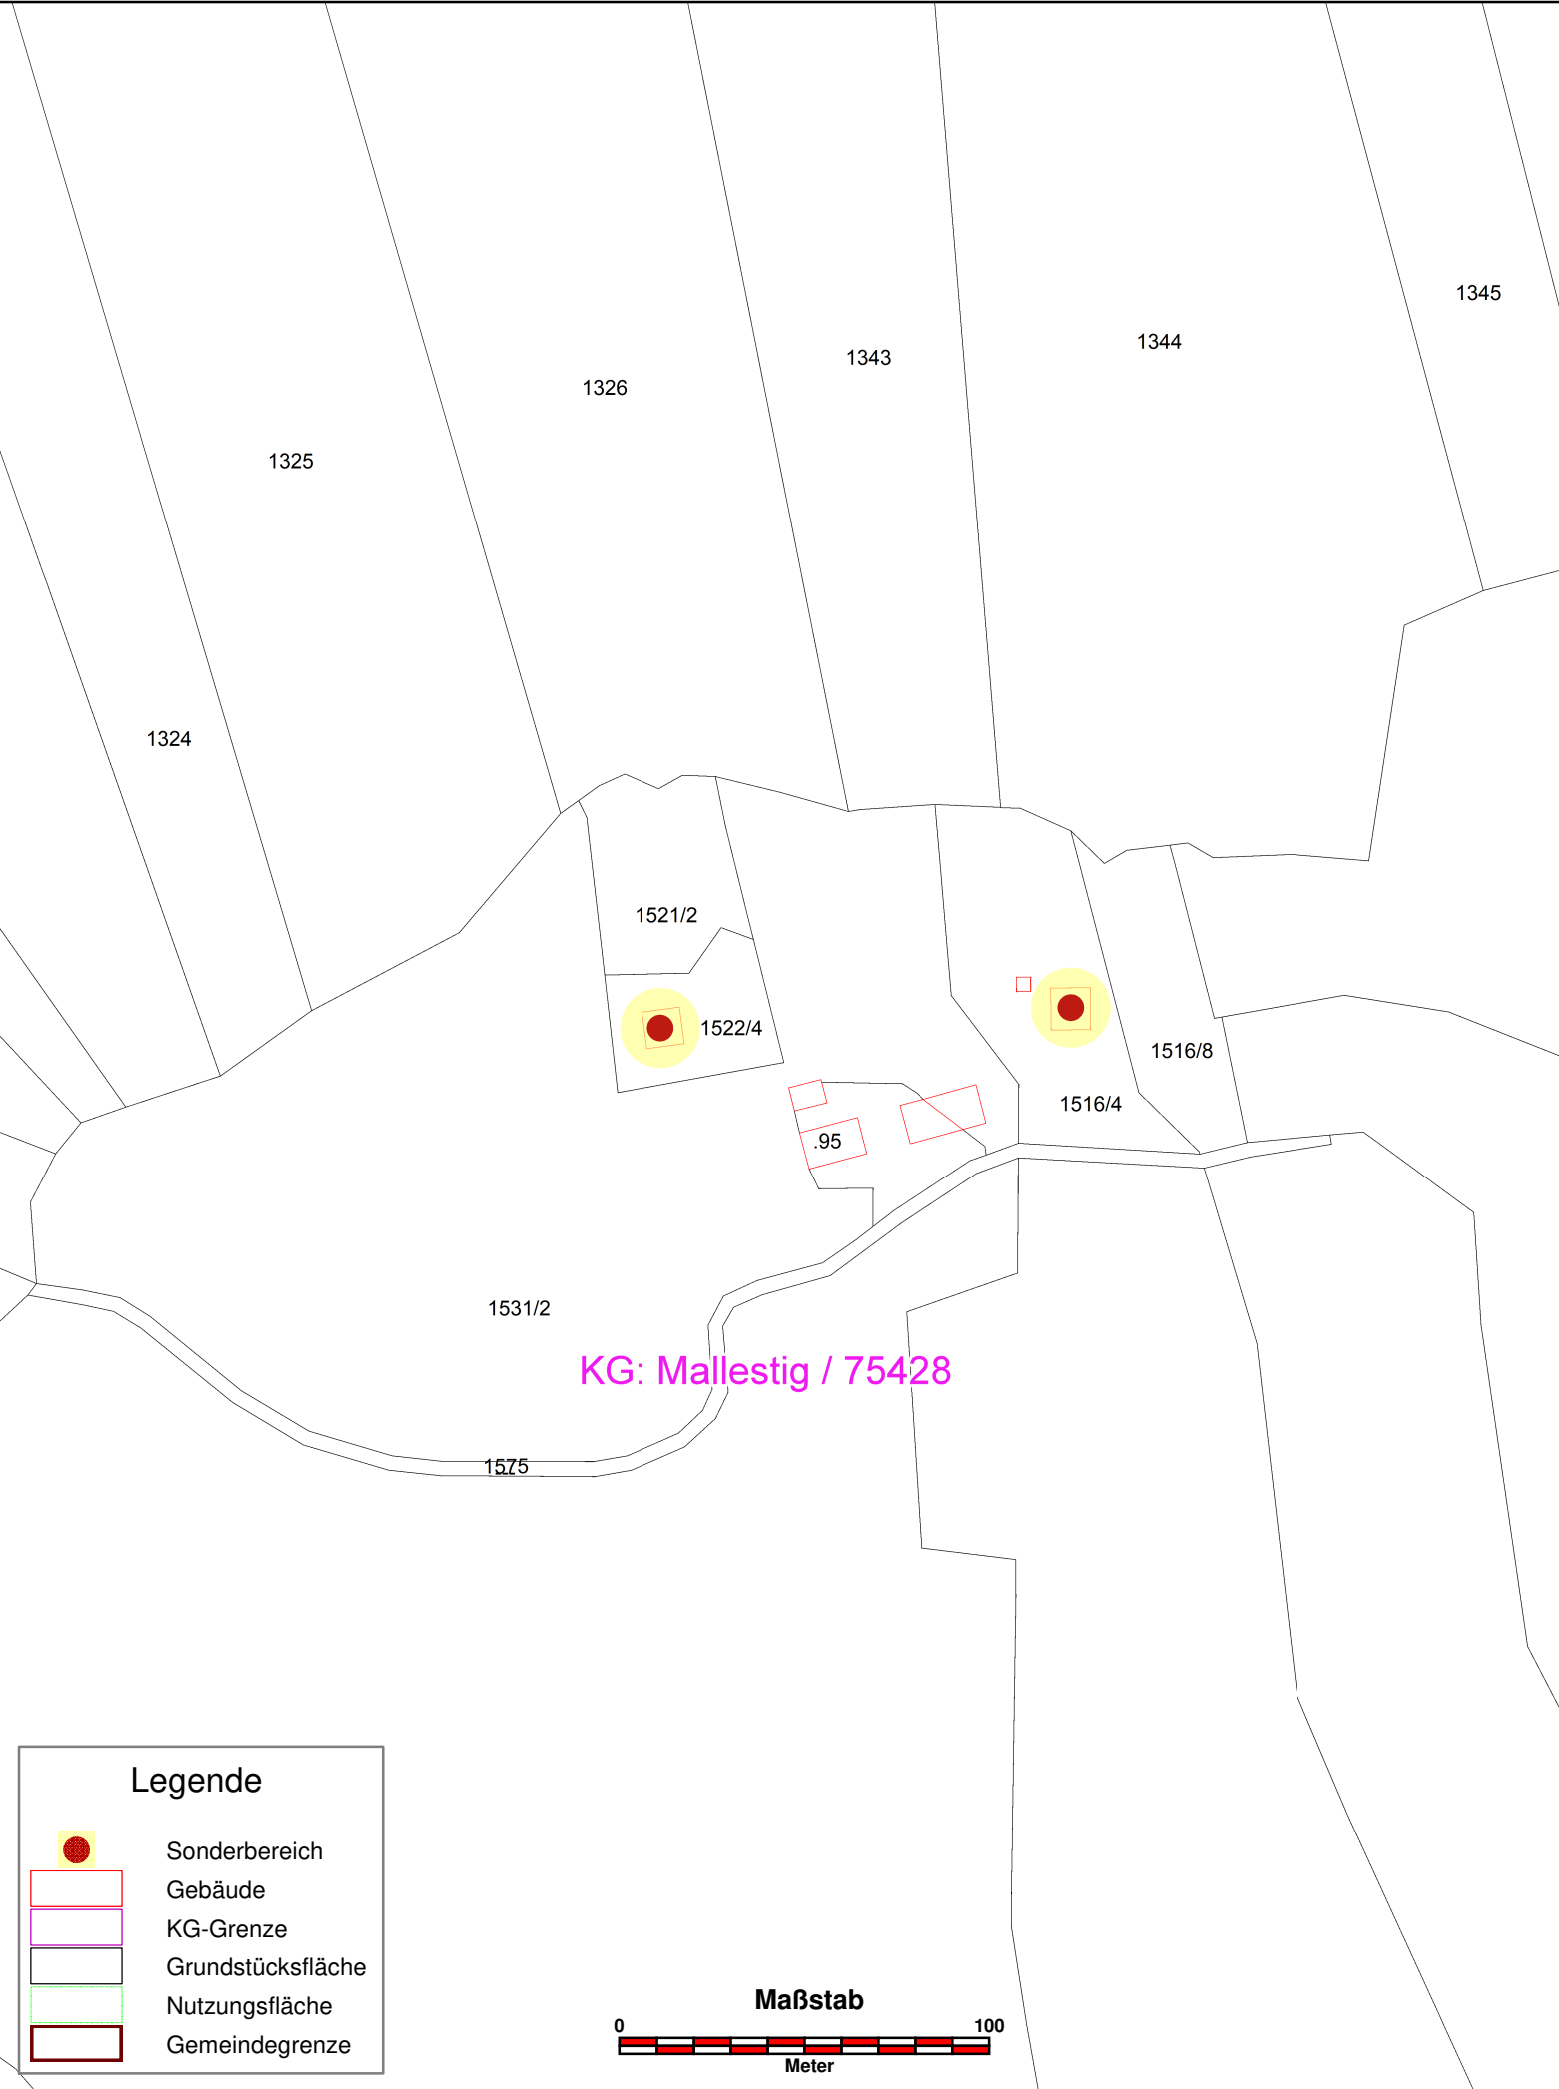 1345
1344
1343
1326
1325
1324
1521/2
1522/4
1516/8
1516/4
.95
1531/2
KG: Mallestig / 75428
1575
Legende
Sonderbereich
Gebäude
KG-Grenze
Grundstücksfläche
Nutzungsfläche
Gemeindegrenze
Maßstab
0 100
Meter